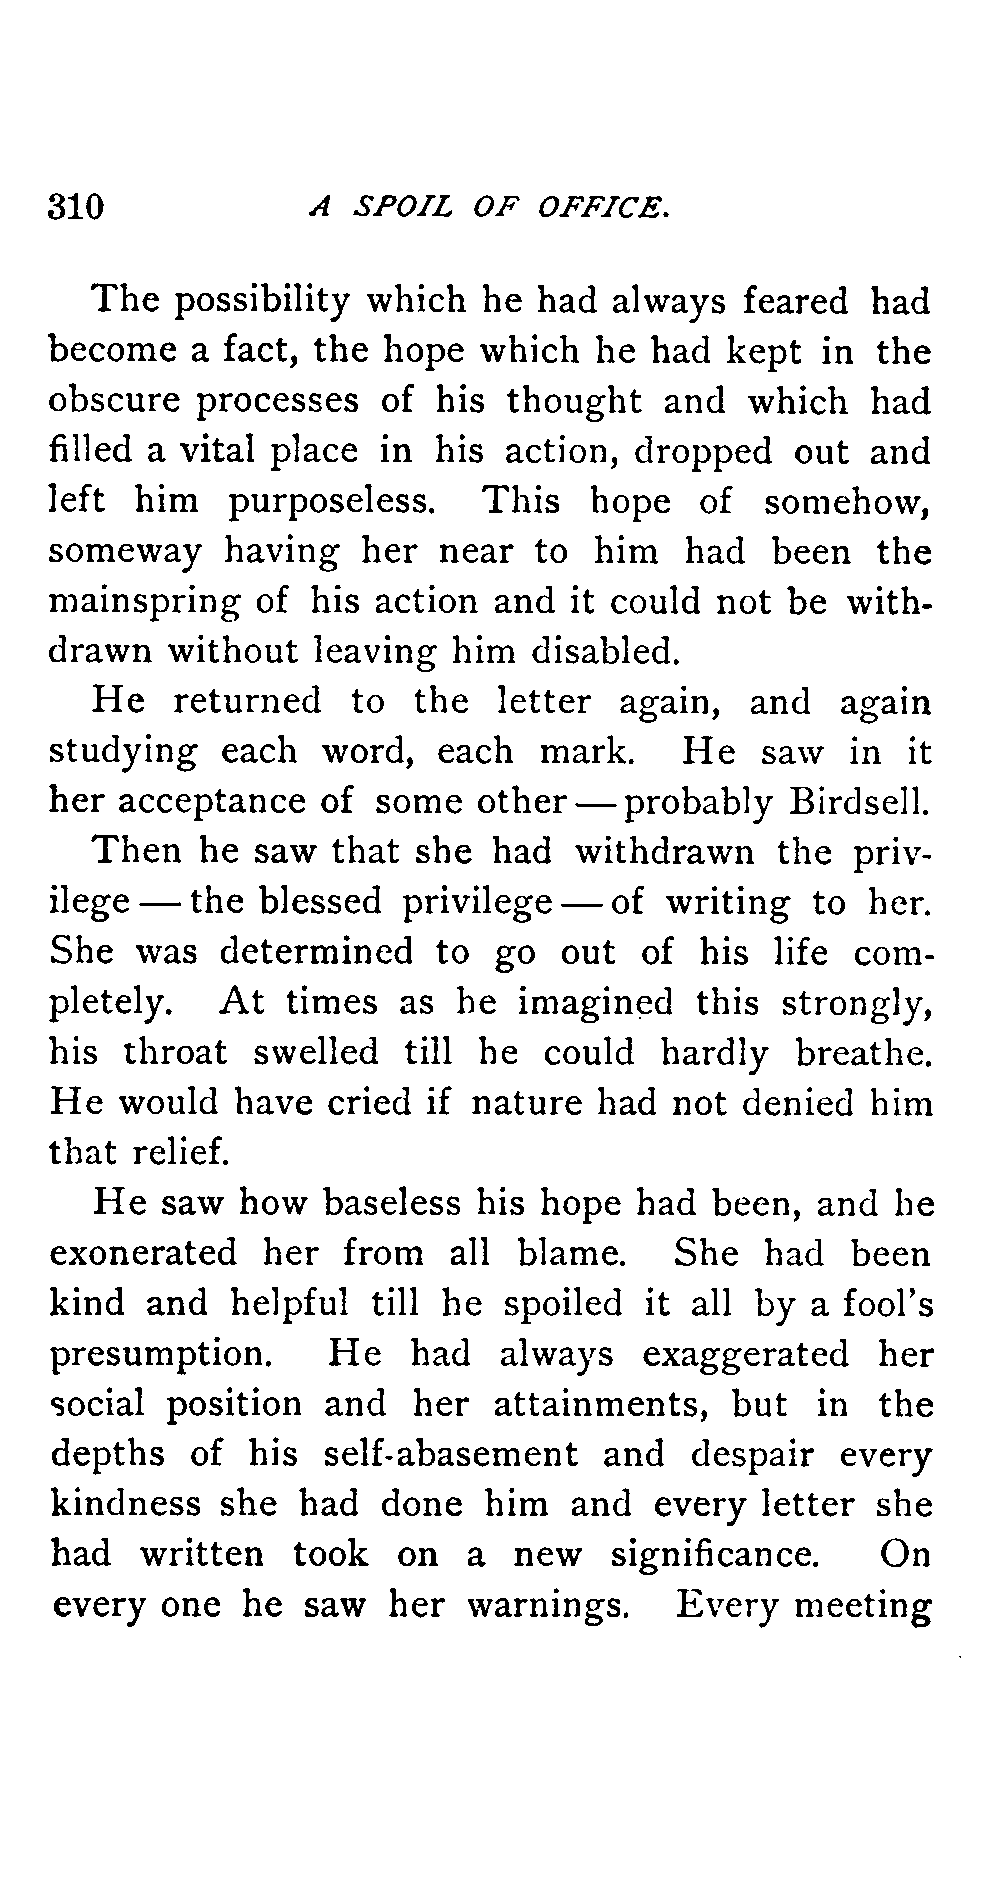 310 A SPOIL OF OFFICE.
The possibility which he had always feared had
become a fact, the hope which he had kept in the
obscure processes of his thought and which had
filled a vital place in his action, dropped out and
left him purposeless. This hope of somehow,
someway having her near to him had been the
mainspring of his action and it could not be with-
drawn without leaving him disabled.
He returned to the letter again, and again
studying each word, each mark. He saw in it
her acceptance of some other — probably Birdsell.
Then he saw that she had withdrawn the priv-
ilege — the blessed privilege — of writing to her.
She was determined to go out of his life com-
pletely. At times as he imagined this strongly,
his throat swelled till he could hardly breathe.
He would have cried if nature had not denied him
that relief.
He saw how baseless his hope had been, and he
exonerated her from all blame. She had been
kind and helpful till he spoiled it all by a fool's
presumption. He had always exaggerated her
social position and her attainments, but in the
depths of his self-abasement and despair every
kindness she had done him and every letter she
had written took on a new significance. On
every one he saw her warnings. Every meeting